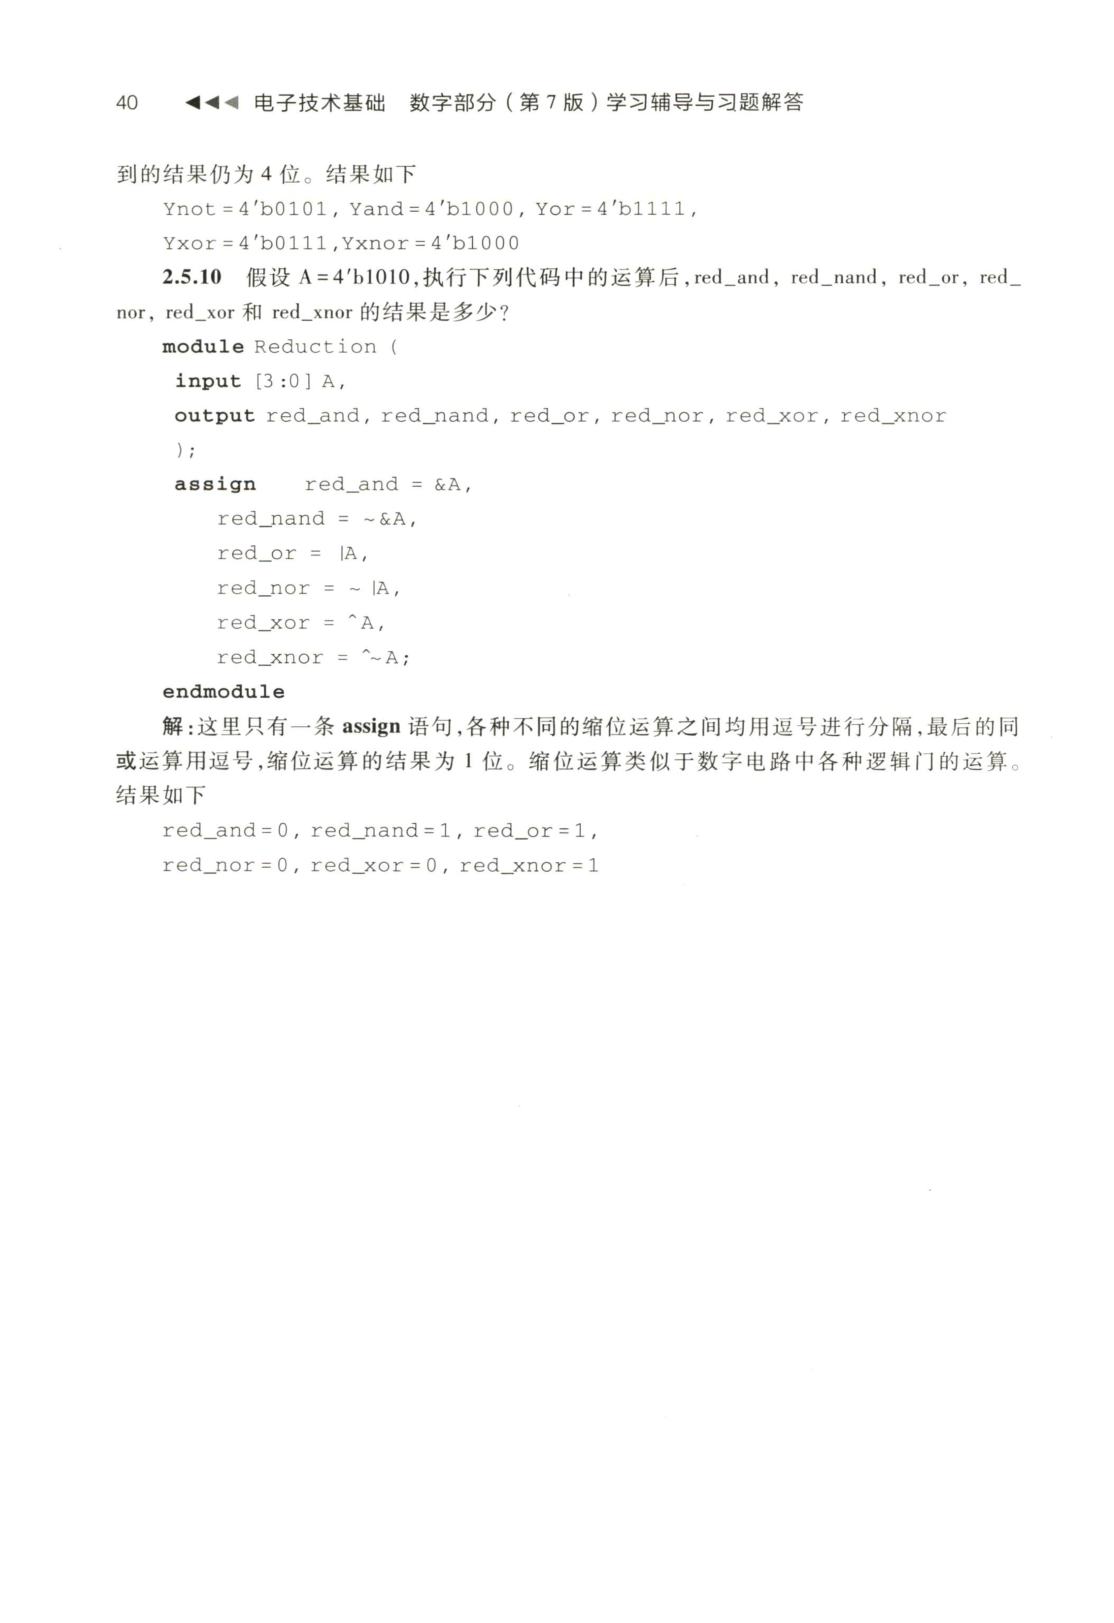 40 ◀◀◀ 电子技术基础 数字部分(第7版)学习辅导与习题解答
到的结果仍为 4 位。结果如下
Ynot=4'b0101, Yand=4'b1000, Yor=4'b1111,
Yxor=4'b0111,Yxnor=4'b1000
2.5.10 假设 A=4'b1010,执行下列代码中的运算后,red_and, red_nand, red_or, red_
nor, red_xor 和 red_xnor 的结果是多少?
module Reduction (
input [3:0] A,
output red_and, red_nand, red_or, red_nor, red_xor, red_xnor
);
assign red_and = &A,
red_nand = ~&A,
red_or = |A,
red_nor = ~ |A,
red_xor = ^A,
red_xnor = ^~A;
endmodule
解:这里只有一条 assign 语句,各种不同的缩位运算之间均用逗号进行分隔,最后的同
或运算用逗号,缩位运算的结果为 1 位。缩位运算类似于数字电路中各种逻辑门的运算。
结果如下
red_and=0, red_nand=1, red_or=1,
red_nor=0, red_xor=0, red_xnor=1